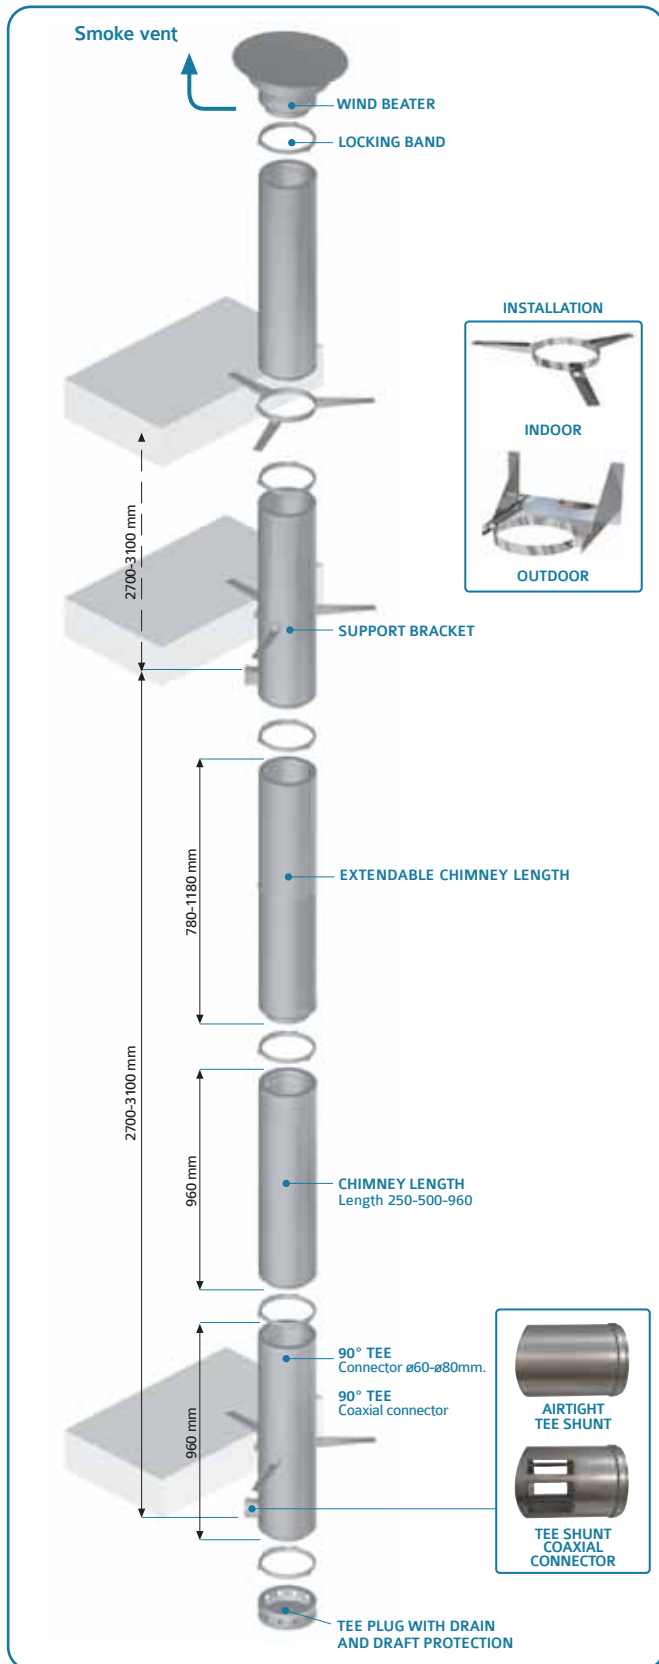 Smoke vent
WIND BEATER
LOCKING BAND
INSTALLATION
INDOOR
OUTDOOR
2700-3100 mm
SUPPORT BRACKET
780-1180 mm
EXTENDABLE CHIMNEY LENGTH
2700-3100 mm
960 mm
CHIMNEY LENGTH
Length 250-500-960
960 mm
90° TEE
Connector ø60-ø80mm.
90° TEE
Coaxial connector
AIRTIGHT
TEE SHUNT
TEE SHUNT
COAXIAL
CONNECTOR
TEE PLUG WITH DRAIN
AND DRAFT PROTECTION